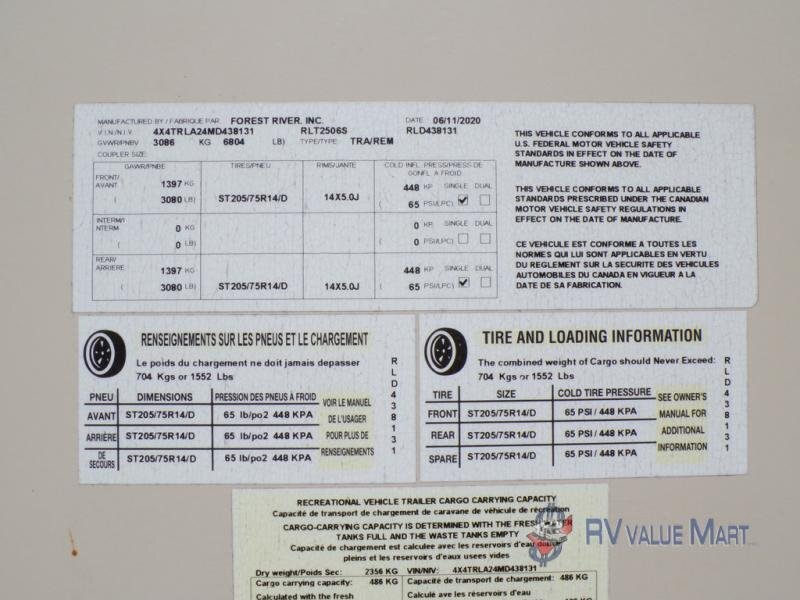 MANUFACTURED BY / FABRIQUE PAR: FOREST RIVER, INC. DATE: 06/11/2020
V.I.N./N.I.V. 4X4TRLA24MD438131 RLT2506S RLD438131
GVWR/PNBV 3086 KG 6804 LB) TYPE/TYPE: TRA/REM
COUPLER SIZE:
GAWR/PNBE TIRES/PNEU RIMS/JANTE COLD INFL. PRESS/PRESS DE GONFL A FROID
FRONT/ AVANT 1397 KG 448 KP SINGLE DUAL
( 3080 LB) ST205/75R14/D 14X5.0J ( 65 PSI/LPC)
INTERM/I NTERM 0 KG 0 KP SINGLE DUAL
( 0 LB) ( 0 PSI/LPC)
REAR/ ARRIERE 1397 KG 448 KP SINGLE DUAL
( 3080 LB) ST205/75R14/D 14X5.0J ( 65 PSI/LPC)
THIS VEHICLE CONFORMS TO ALL APPLICABLE
U.S. FEDERAL MOTOR VEHICLE SAFETY
STANDARDS IN EFFECT ON THE DATE OF
MANUFACTURE SHOWN ABOVE.
THIS VEHICLE CONFORMS TO ALL APPLICABLE
STANDARDS PRESCRIBED UNDER THE CANADIAN
MOTOR VEHICLE SAFETY REGULATIONS IN
EFFECT ON THE DATE OF MANUFACTURE.
CE VEHICULE EST CONFORME A TOUTES LES
NORMES QUI LUI SONT APPLICABLES EN VERTU
DU REGLEMENT SUR LA SECURITE DES VEHICULES
AUTOMOBILES DU CANADA EN VIGUEUR A LA
DATE DE SA FABRICATION.
RENSEIGNEMENTS SUR LES PNEUS ET LE CHARGEMENT
Le poids du chargement ne doit jamais depasser
704 Kgs or 1552 Lbs
PNEU DIMENSIONS PRESSION DES PNEUS À FROID
AVANT ST205/75R14/D 65 lb/po2 448 KPA
ARRIÈRE ST205/75R14/D 65 lb/po2 448 KPA
DE SECOURS ST205/75R14/D 65 lb/po2 448 KPA
VOIR LE MANUEL
DE L'USAGER
POUR PLUS DE
RENSEIGNEMENTS
RLD438131
TIRE AND LOADING INFORMATION
The combined weight of Cargo should Never Exceed:
704 Kgs or 1552 Lbs
TIRE SIZE COLD TIRE PRESSURE
FRONT ST205/75R14/D 65 PSI / 448 KPA
REAR ST205/75R14/D 65 PSI / 448 KPA
SPARE ST205/75R14/D 65 PSI / 448 KPA
SEE OWNER'S
MANUAL FOR
ADDITIONAL
INFORMATION
RLD438131
RECREATIONAL VEHICLE TRAILER CARGO CARRYING CAPACITY
Capacité de transport de chargement de caravane de véhicule de récréation
CARGO-CARRYING CAPACITY IS DETERMINED WITH THE FRESH WATER
TANKS FULL AND THE WASTE TANKS EMPTY
Capacité de chargement est calculée avec les reservoirs d'eau douce
pleins et les reservoirs d'eaux usees vides
Dry weight/Poids Sec: 2356 KG VIN/NIV: 4X4TRLA24MD438131
Cargo carrying capacity: 486 KG Capacité de transport de chargement: 486 KG
Calculated with the fresh Calculé ave les réservoirs d'eau
RV VALUE MART